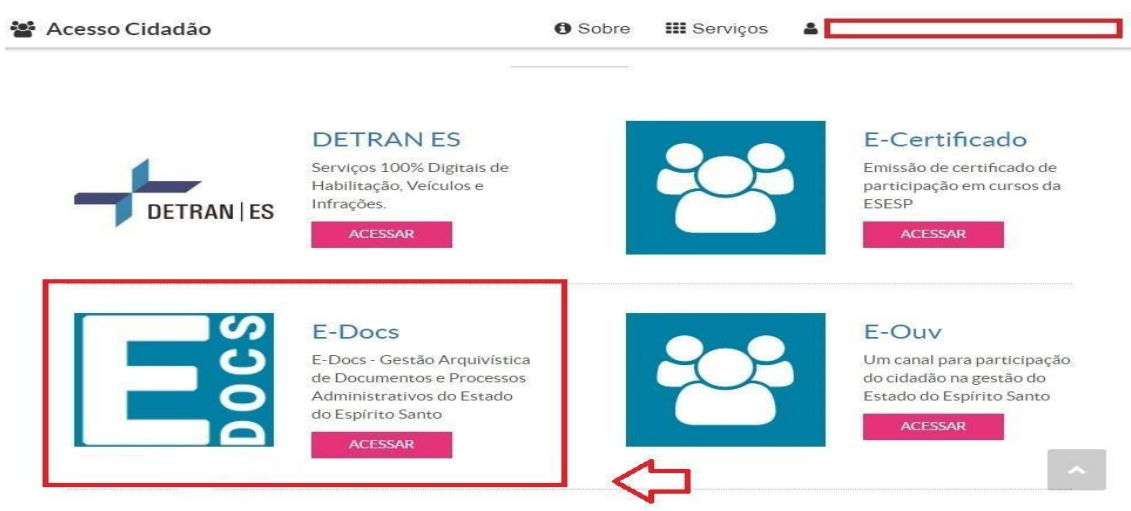 Acesso Cidadão
Sobre
Serviços
DETRAN ES
Serviços 100% Digitais de
Habilitação, Veículos e
Infrações.
ACESSAR
DETRAN | ES
E-Certificado
Emissão de certificado de
participação em cursos da
ESESP
ACESSAR
E DOCS
E-Docs
E-Docs - Gestão Arquivística
de Documentos e Processos
Administrativos do Estado
do Espírito Santo
ACESSAR
E-Ouv
Um canal para participação
do cidadão na gestão do
Estado do Espírito Santo
ACESSAR